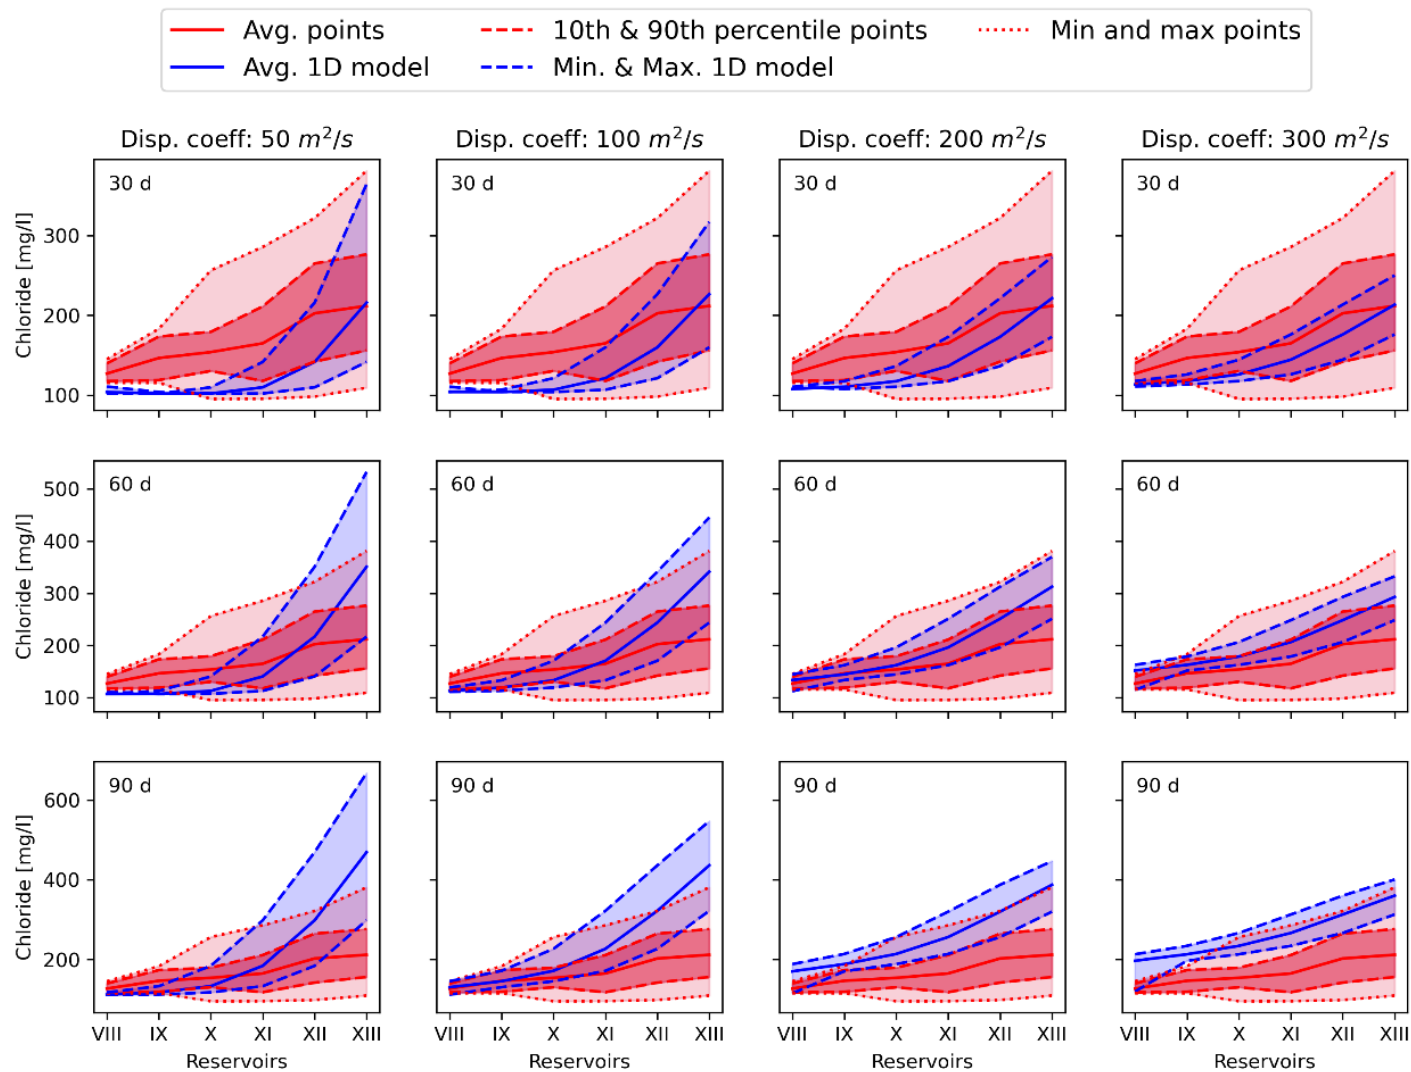 Avg. points
10th & 90th percentile points
Min and max points
Avg. 1D model
Min. & Max. 1D model
Disp. coeff: 50 m²/s
Disp. coeff: 100 m²/s
Disp. coeff: 200 m²/s
Disp. coeff: 300 m²/s
30 d
30 d
30 d
30 d
Chloride [mg/l]
300
200
100
60 d
60 d
60 d
60 d
Chloride [mg/l]
500
400
300
200
100
90 d
90 d
90 d
90 d
Chloride [mg/l]
600
400
200
VIII IX X XI XII XIII
VIII IX X XI XII XIII
VIII IX X XI XII XIII
VIII IX X XI XII XIII
Reservoirs
Reservoirs
Reservoirs
Reservoirs